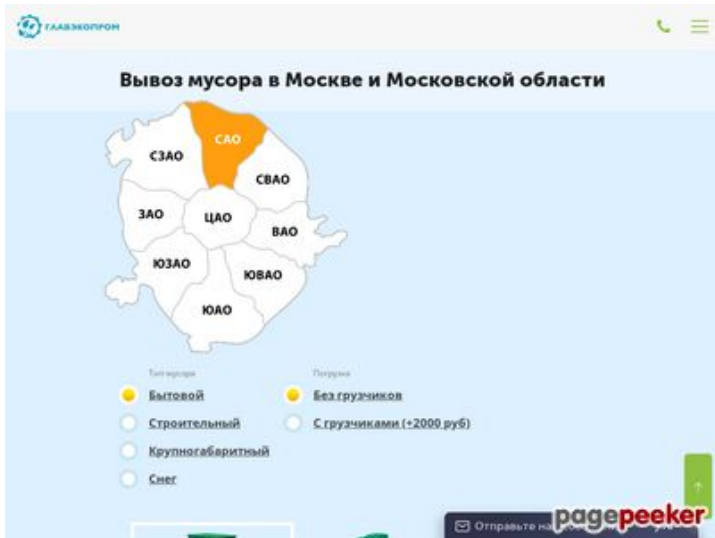 ГЛАВЭКОПРОМ
Вывоз мусора в Москве и Московской области
САО
СЗАО
СВАО
ЗАО
ЦАО
ВАО
ЮЗАО
ЮВАО
ЮАО
Тип мусора
Погрузка
Бытовой
Без грузчиков
Строительный
С грузчиками (+2000 руб)
Крупногабаритный
Снег
Отправьте
pagepeeker